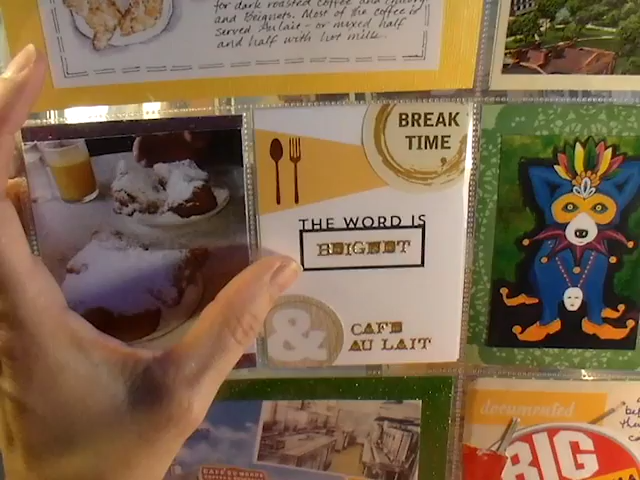 for dark roasted coffee and
and Beignets. Most of the coffee is
served Au lait - or mixed half
and half with hot milk.
BREAK
TIME
THE WORD IS
BEIGNET
&
CAFE
AU LAIT
documented
BIG